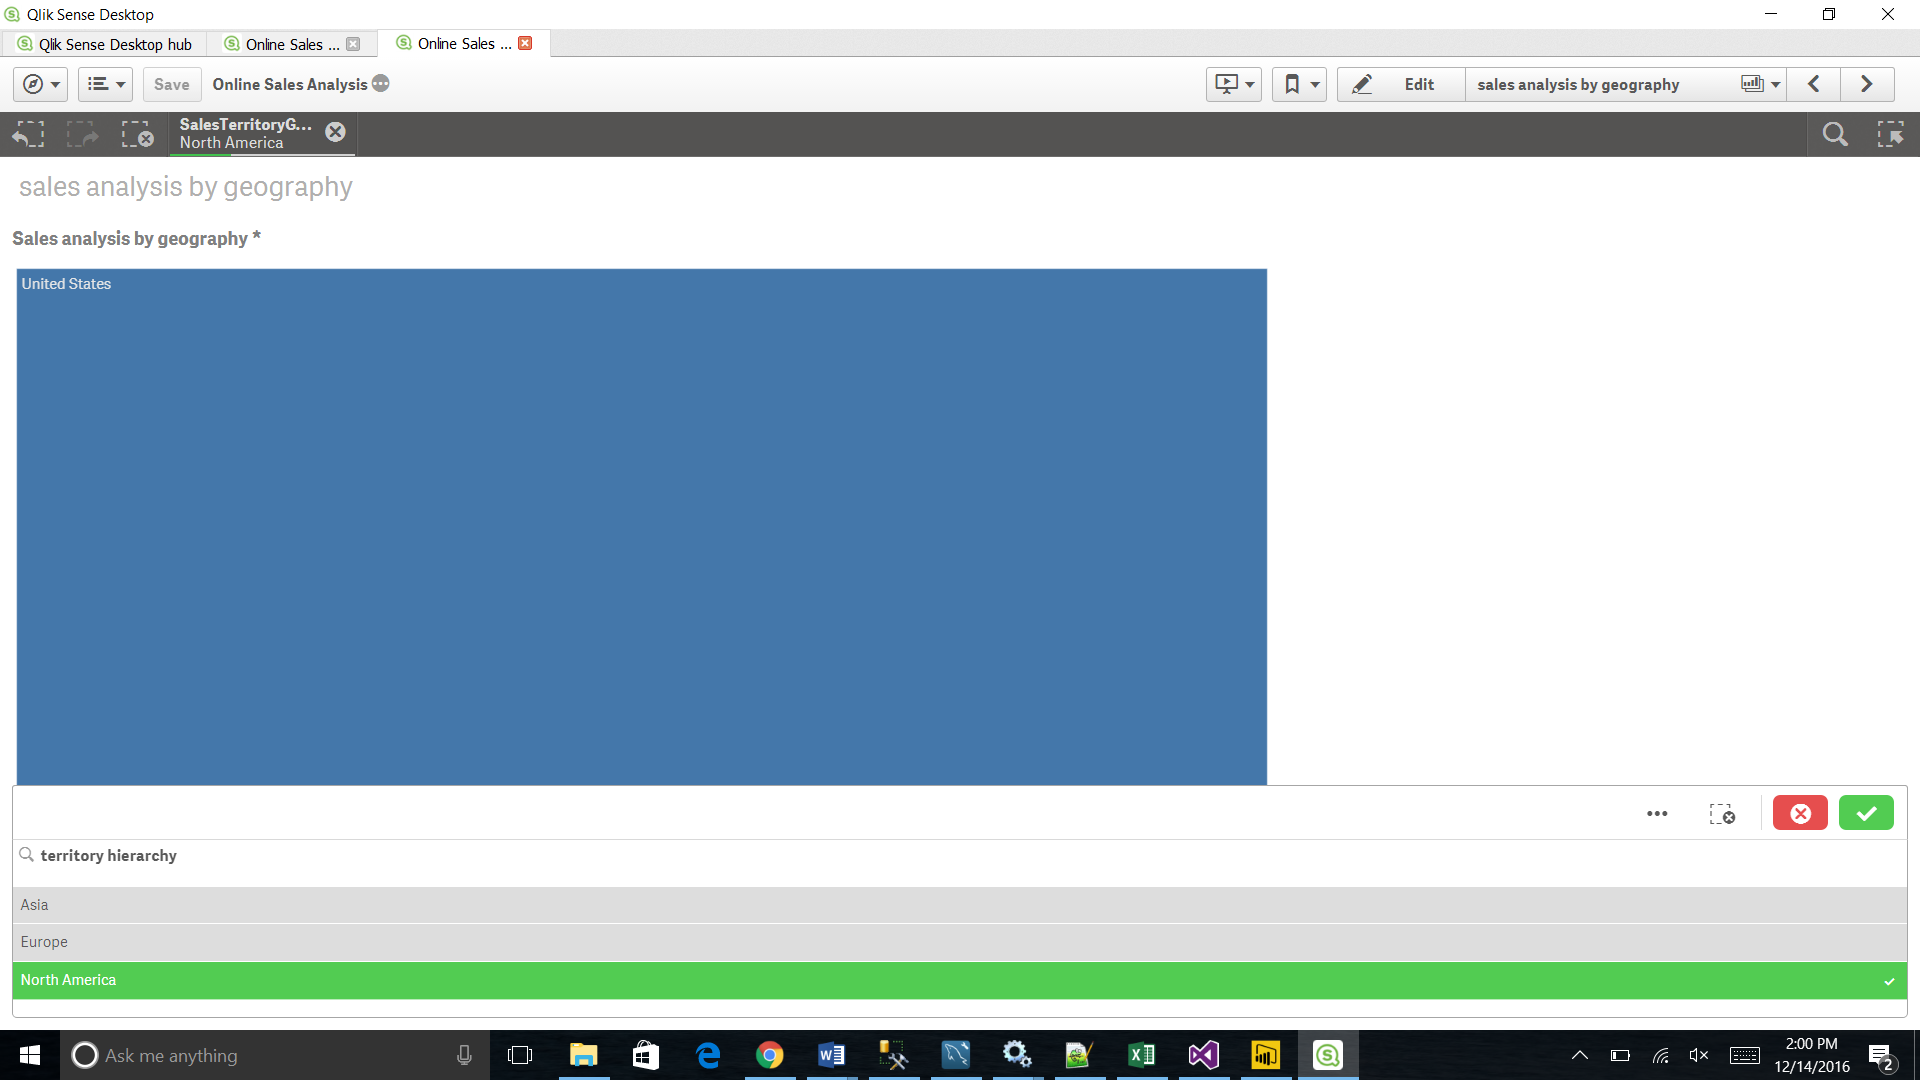 Qlik Sense Desktop
Qlik Sense Desktop hub
Online Sales ...
Online Sales ...
Save
Online Sales Analysis
Edit
sales analysis by geography
SalesTerritoryG...
North America
sales analysis by geography
Sales analysis by geography *
United States
territory hierarchy
Asia
Europe
North America
Ask me anything
2:00 PM
12/14/2016
2